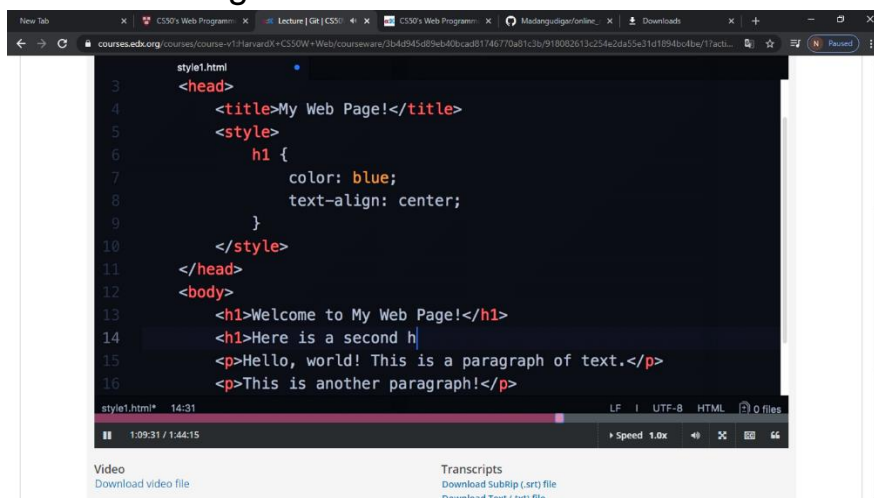 New Tab
CS50's Web Programm
Lecture | Git | CS50
CS50's Web Programm
Madangudigar/online_
Downloads
courses.edx.org/courses/course-v1:HarvardX+CS50W+Web/courseware/3b4d945d89eb40bcad81746770a81c3b/918082613c254e2da55e31d1894bc4be/1?acti...
N Paused
style1.html
3 <head>
4 <title>My Web Page!</title>
5 <style>
6 h1 {
7 color: blue;
8 text-align: center;
9 }
10 </style>
11 </head>
12 <body>
13 <h1>Welcome to My Web Page!</h1>
14 <h1>Here is a second h
15 <p>Hello, world! This is a paragraph of text.</p>
16 <p>This is another paragraph!</p>
style1.html* 14:31 LF UTF-8 HTML 0 files
1:09:31 / 1:44:15 Speed 1.0x
Video
Download video file
Transcripts
Download SubRip (.srt) file
Download Text (.txt) file